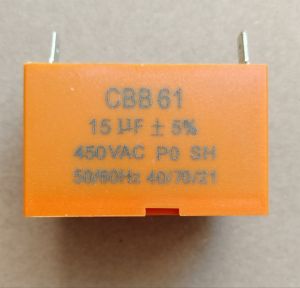 CBB61
15 μF ± 5%
450VAC P0 SH
50/60Hz 40/70/21